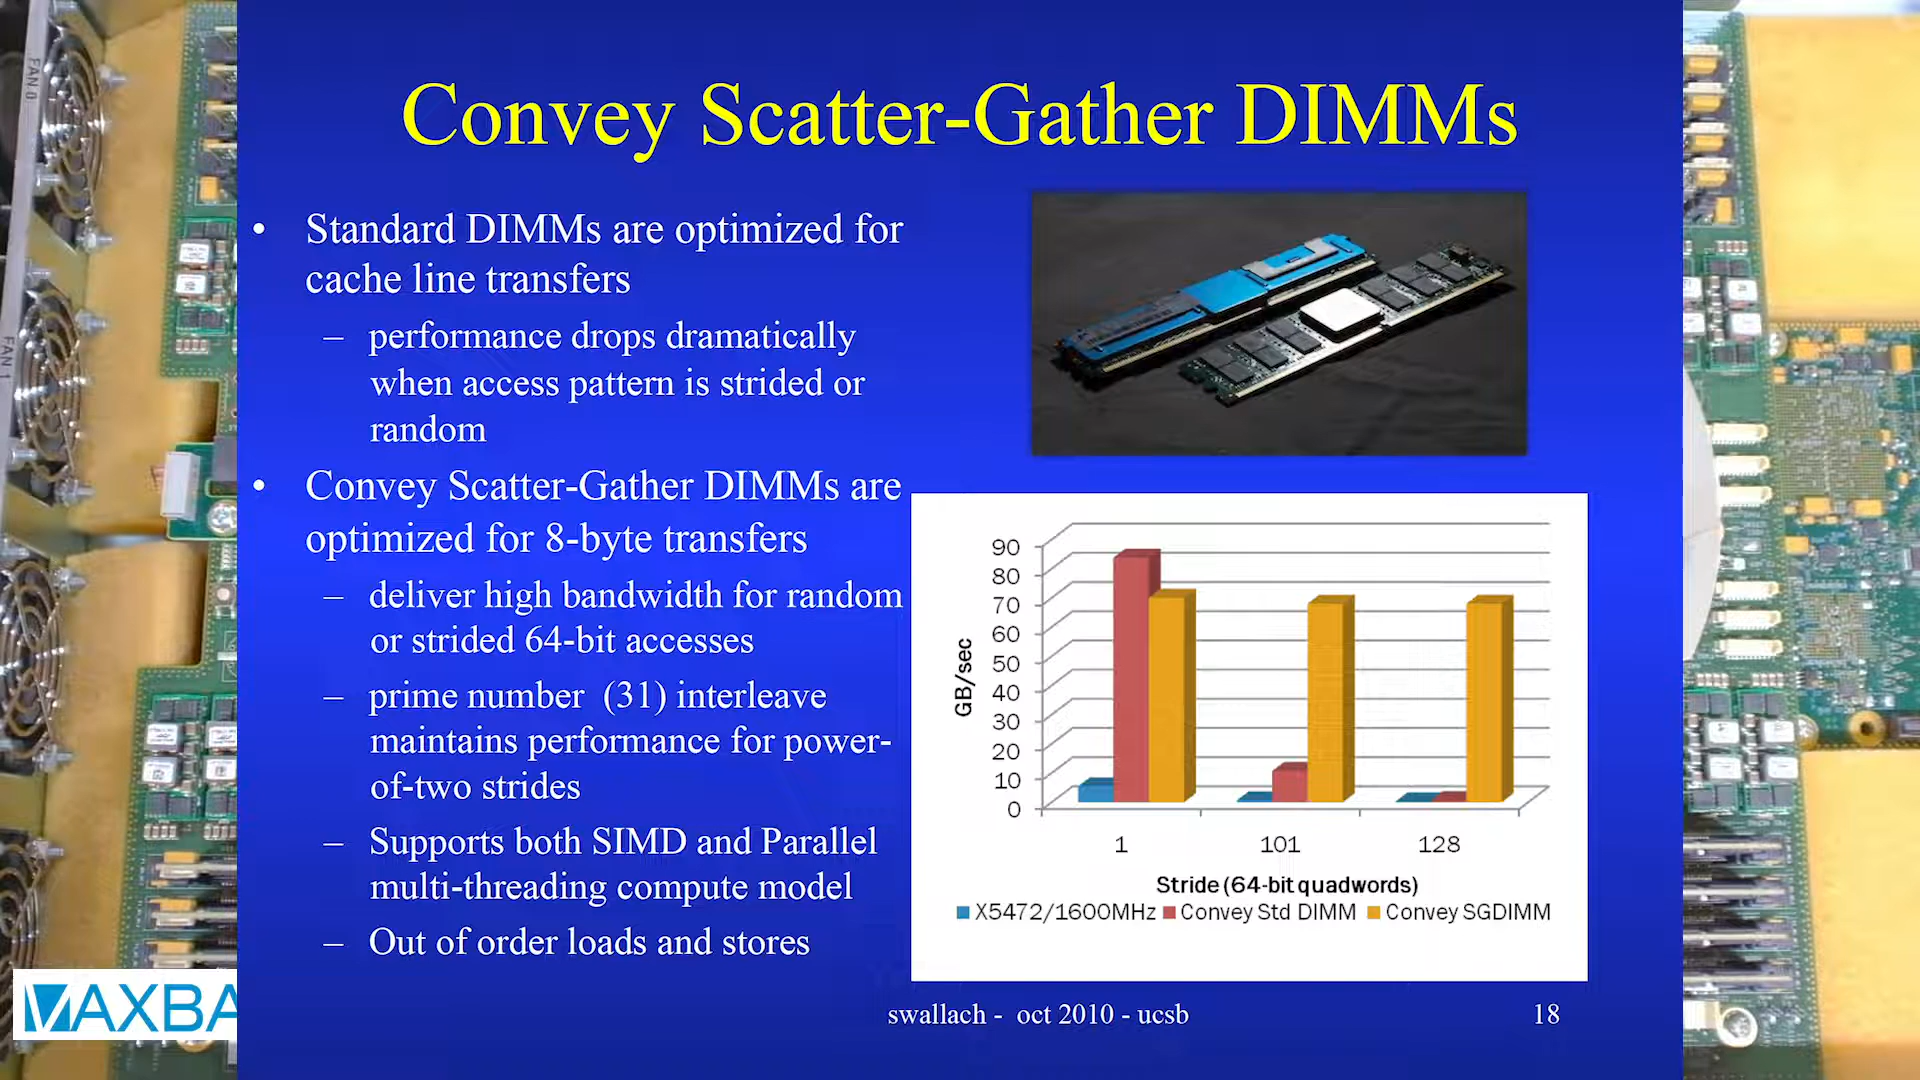 Convey Scatter-Gather DIMMs
• Standard DIMMs are optimized for
cache line transfers
– performance drops dramatically
when access pattern is strided or
random
• Convey Scatter-Gather DIMMs are
optimized for 8-byte transfers
– deliver high bandwidth for random
or strided 64-bit accesses
– prime number (31) interleave
maintains performance for power-
of-two strides
– Supports both SIMD and Parallel
multi-threading compute model
– Out of order loads and stores
90
80
70
60
50
40
30
20
10
0
GB/sec
1 101 128
Stride (64-bit quadwords)
X5472/1600MHz Convey Std DIMM Convey SGDIMM
swallach - oct 2010 - ucsb
18
FAN 0
FAN 1
VAXBA